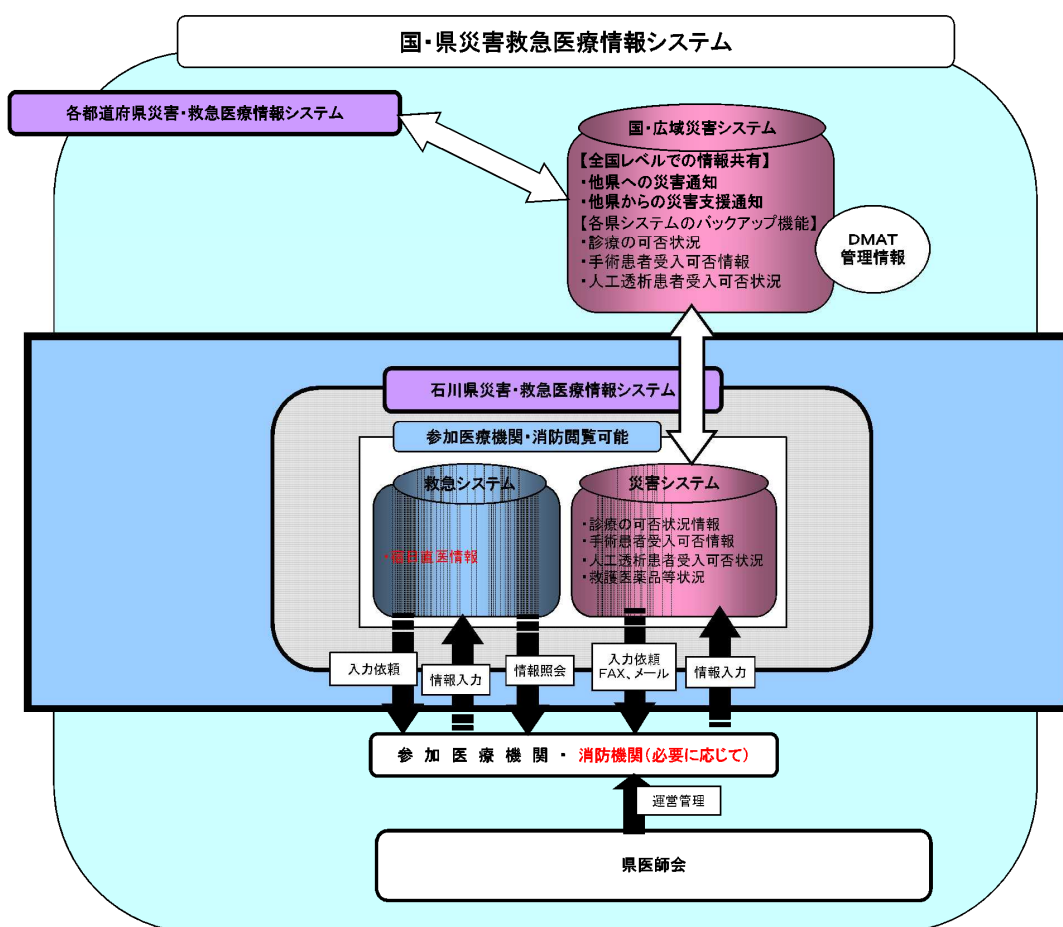 国・県災害救急医療情報システム
各都道府県災害・救急医療情報システム
国・広域災害システム
【全国レベルでの情報共有】
・他県への災害通知
・他県からの災害支援通知
【各県システムのバックアップ機能】
・診療の可否状況
・手術患者受入可否情報
・人工透析患者受入可否状況
DMAT
管理情報
石川県災害・救急医療情報システム
参加医療機関・消防閲覧可能
救急システム
直医情報
災害システム
・診療の可否状況情報
・手術患者受入可否情報
・人工透析患者受入可否状況
・救護医薬品等状況
入力依頼
情報入力
情報照会
入力依頼
FAX、メール
情報入力
参加医療機関・消防機関(必要に応じて)
運営管理
県医師会